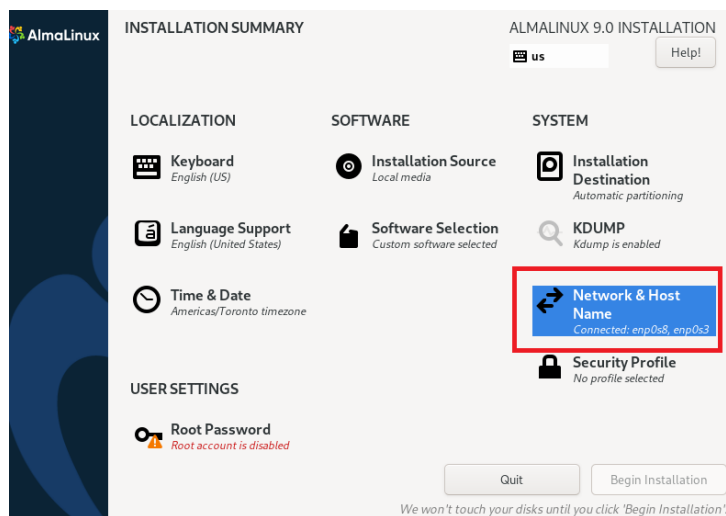 AlmaLinux
INSTALLATION SUMMARY
ALMALINUX 9.0 INSTALLATION
us
Help!
LOCALIZATION
Keyboard
English (US)
Language Support
English (United States)
Time & Date
Americas/Toronto timezone
SOFTWARE
Installation Source
Local media
Software Selection
Custom software selected
SYSTEM
Installation
Destination
Automatic partitioning
KDUMP
Kdump is enabled
Network & Host
Name
Connected: enp0s8, enp0s3
Security Profile
No profile selected
USER SETTINGS
Root Password
Root account is disabled
Quit
Begin Installation
We won't touch your disks until you click 'Begin Installation'.